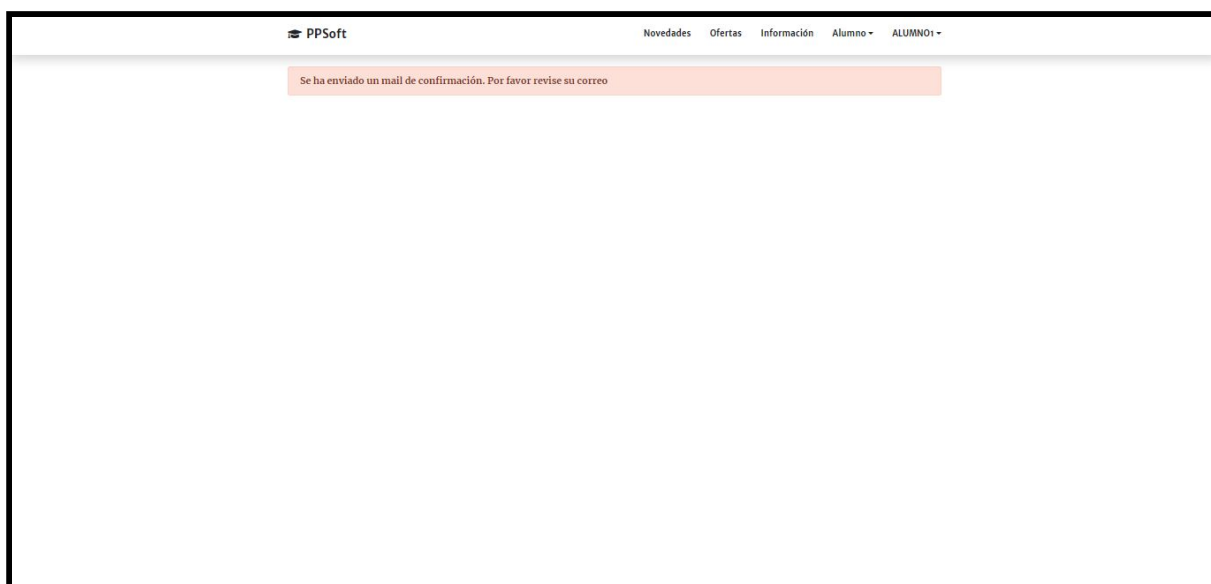 PPSoft
Novedades Ofertas Información Alumno ALUMNO1
Se ha enviado un mail de confirmación. Por favor revise su correo